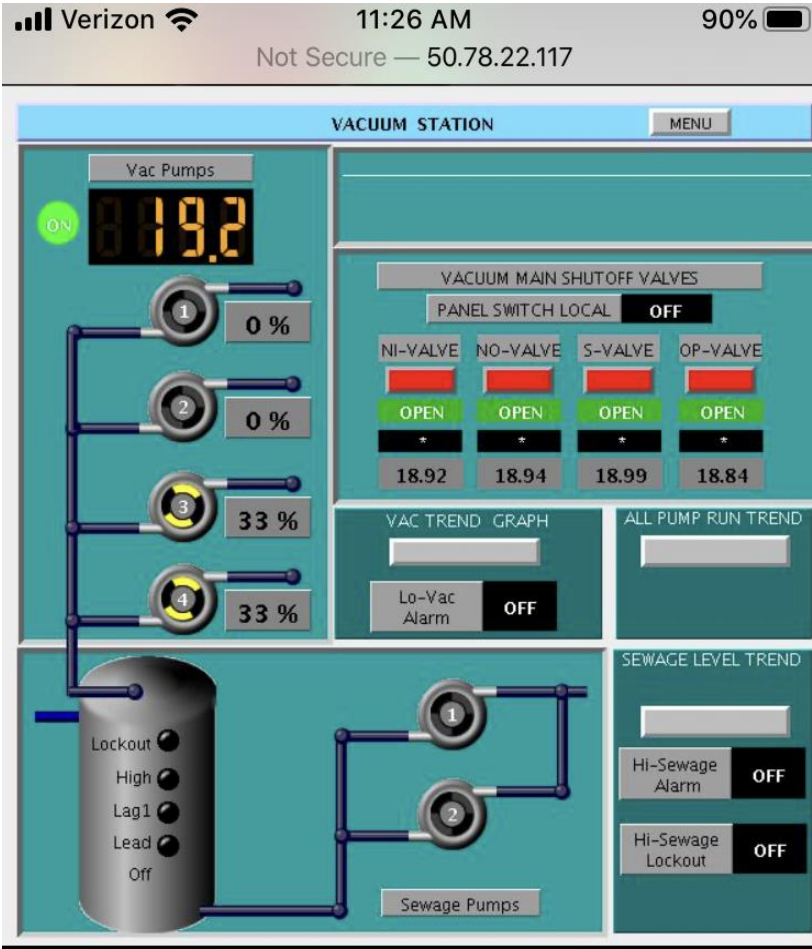 Verizon 11:26 AM 90%
Not Secure — 50.78.22.117
VACUUM STATION MENU
Vac Pumps
ON 19.2
1 0 %
2 0 %
3 33 %
4 33 %
VACUUM MAIN SHUTOFF VALVES
PANEL SWITCH LOCAL OFF
NI-VALVE NO-VALVE S-VALVE OP-VALVE
OPEN OPEN OPEN OPEN
* * * *
18.92 18.94 18.99 18.84
VAC TREND GRAPH
Lo-Vac
Alarm
OFF
ALL PUMP RUN TREND
Lockout
High
Lag1
Lead
Off
1
2
Sewage Pumps
SEWAGE LEVEL TREND
Hi-Sewage
Alarm
OFF
Hi-Sewage
Lockout
OFF